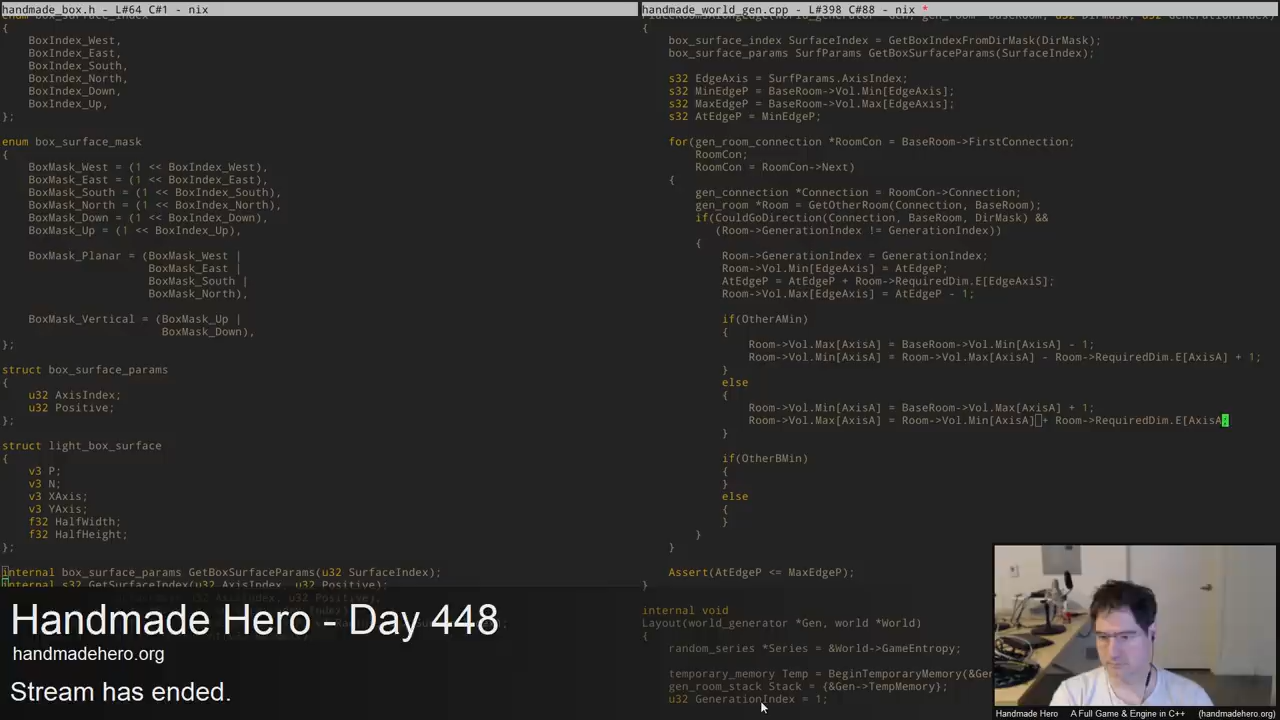 handmade_box.h - L#64 C#1 - nix
{
BoxIndex_West,
BoxIndex_East,
BoxIndex_South,
BoxIndex_North,
BoxIndex_Down,
BoxIndex_Up,
};
enum box_surface_mask
{
BoxMask_West = (1 << BoxIndex_West),
BoxMask_East = (1 << BoxIndex_East),
BoxMask_South = (1 << BoxIndex_South),
BoxMask_North = (1 << BoxIndex_North),
BoxMask_Down = (1 << BoxIndex_Down),
BoxMask_Up = (1 << BoxIndex_Up),
BoxMask_Planar = (BoxMask_West |
BoxMask_East |
BoxMask_South |
BoxMask_North),
BoxMask_Vertical = (BoxMask_Up |
BoxMask_Down),
};
struct box_surface_params
{
u32 AxisIndex;
u32 Positive;
};
struct light_box_surface
{
v3 P;
v3 N;
v3 XAxis;
v3 YAxis;
f32 HalfWidth;
f32 HalfHeight;
};
internal box_surface_params GetBoxSurfaceParams(u32 SurfaceIndex);
internal s32 GetSurfaceIndex(u32 AxisIndex, u32 Positive);
handmade_world_gen.cpp - L#398 C#88 - nix *
{
box_surface_index SurfaceIndex = GetBoxIndexFromDirMask(DirMask);
box_surface_params SurfParams GetBoxSurfaceParams(SurfaceIndex);
s32 EdgeAxis = SurfParams.AxisIndex;
s32 MinEdgeP = BaseRoom->Vol.Min[EdgeAxis];
s32 MaxEdgeP = BaseRoom->Vol.Max[EdgeAxis];
s32 AtEdgeP = MinEdgeP;
for(gen_room_connection *RoomCon = BaseRoom->FirstConnection;
RoomCon;
RoomCon = RoomCon->Next)
{
gen_connection *Connection = RoomCon->Connection;
gen_room *Room = GetOtherRoom(Connection, BaseRoom);
if(CouldGoDirection(Connection, BaseRoom, DirMask) &&
(Room->GenerationIndex != GenerationIndex))
{
Room->GenerationIndex = GenerationIndex;
Room->Vol.Min[EdgeAxis] = AtEdgeP;
AtEdgeP = AtEdgeP + Room->RequiredDim.E[EdgeAxiS];
Room->Vol.Max[EdgeAxis] = AtEdgeP - 1;
if(OtherAMin)
{
Room->Vol.Max[AxisA] = BaseRoom->Vol.Min[AxisA] - 1;
Room->Vol.Min[AxisA] = Room->Vol.Max[AxisA] - Room->RequiredDim.E[AxisA] + 1;
}
else
{
Room->Vol.Min[AxisA] = BaseRoom->Vol.Max[AxisA] + 1;
Room->Vol.Max[AxisA] = Room->Vol.Min[AxisA] + Room->RequiredDim.E[AxisA;
}
if(OtherBMin)
{
}
else
{
}
}
}
Assert(AtEdgeP <= MaxEdgeP);
}
internal void
Layout(world_generator *Gen, world *World)
{
random_series *Series = &World->GameEntropy;
temporary_memory Temp = BeginTemporaryMemory(&Ge
gen_room_stack Stack = {&Gen->TempMemory};
u32 GenerationIndex = 1;
Handmade Hero - Day 448
handmadehero.org
Stream has ended.
Handmade Hero A Full Game & Engine in C++ (handmadehero.org)